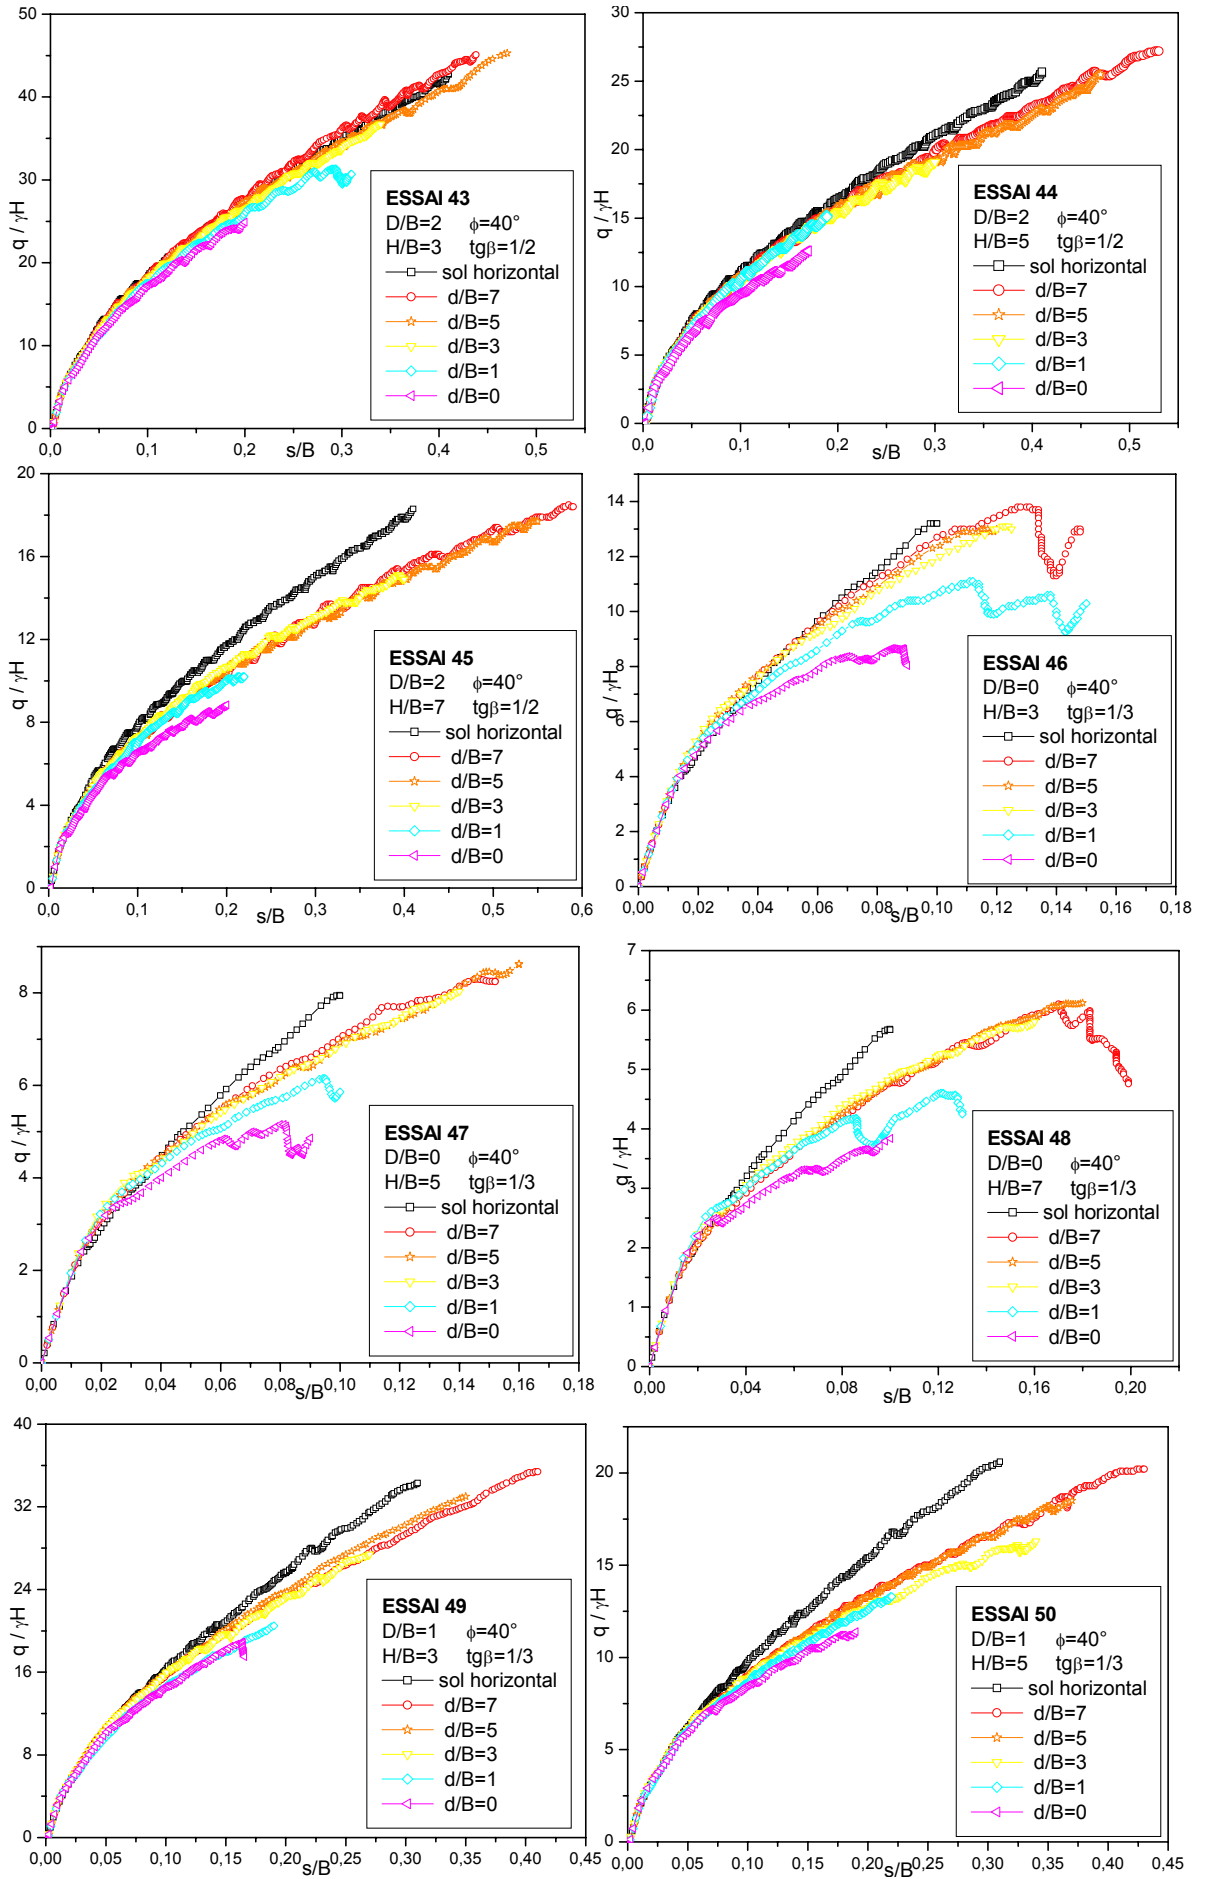 50
40
30
20
10
0
q / γH
ESSAI 43
D/B=2 ϕ=40°
H/B=3 tgβ=1/2
sol horizontal
d/B=7
d/B=5
d/B=3
d/B=1
d/B=0
0,0 0,1 0,2 0,3 0,4 0,5
s/B
30
25
20
15
10
5
0
q / γH
ESSAI 44
D/B=2 ϕ=40°
H/B=5 tgβ=1/2
sol horizontal
d/B=7
d/B=5
d/B=3
d/B=1
d/B=0
0,0 0,1 0,2 0,3 0,4 0,5
s/B
20
16
12
8
4
0
q / γH
ESSAI 45
D/B=2 ϕ=40°
H/B=7 tgβ=1/2
sol horizontal
d/B=7
d/B=5
d/B=3
d/B=1
d/B=0
0,0 0,1 0,2 0,3 0,4 0,5 0,6
s/B
14
12
10
8
6
4
2
0
q / γH
ESSAI 46
D/B=0 ϕ=40°
H/B=3 tgβ=1/3
sol horizontal
d/B=7
d/B=5
d/B=3
d/B=1
d/B=0
0,00 0,02 0,04 0,06 0,08 0,10 0,12 0,14 0,16 0,18
s/B
8
6
4
2
0
q / γH
ESSAI 47
D/B=0 ϕ=40°
H/B=5 tgβ=1/3
sol horizontal
d/B=7
d/B=5
d/B=3
d/B=1
d/B=0
0,00 0,02 0,04 0,06 0,08 0,10 0,12 0,14 0,16 0,18
s/B
7
6
5
4
3
2
1
0
q / γH
ESSAI 48
D/B=0 ϕ=40°
H/B=7 tgβ=1/3
sol horizontal
d/B=7
d/B=5
d/B=3
d/B=1
d/B=0
0,00 0,04 0,08 0,12 0,16 0,20
s/B
40
32
24
16
8
0
q / γH
ESSAI 49
D/B=1 ϕ=40°
H/B=3 tgβ=1/3
sol horizontal
d/B=7
d/B=5
d/B=3
d/B=1
d/B=0
0,00 0,05 0,10 0,15 0,20 0,25 0,30 0,35 0,40 0,45
s/B
20
15
10
5
0
q / γH
ESSAI 50
D/B=1 ϕ=40°
H/B=5 tgβ=1/3
sol horizontal
d/B=7
d/B=5
d/B=3
d/B=1
d/B=0
0,00 0,05 0,10 0,15 0,20 0,25 0,30 0,35 0,40 0,45
s/B